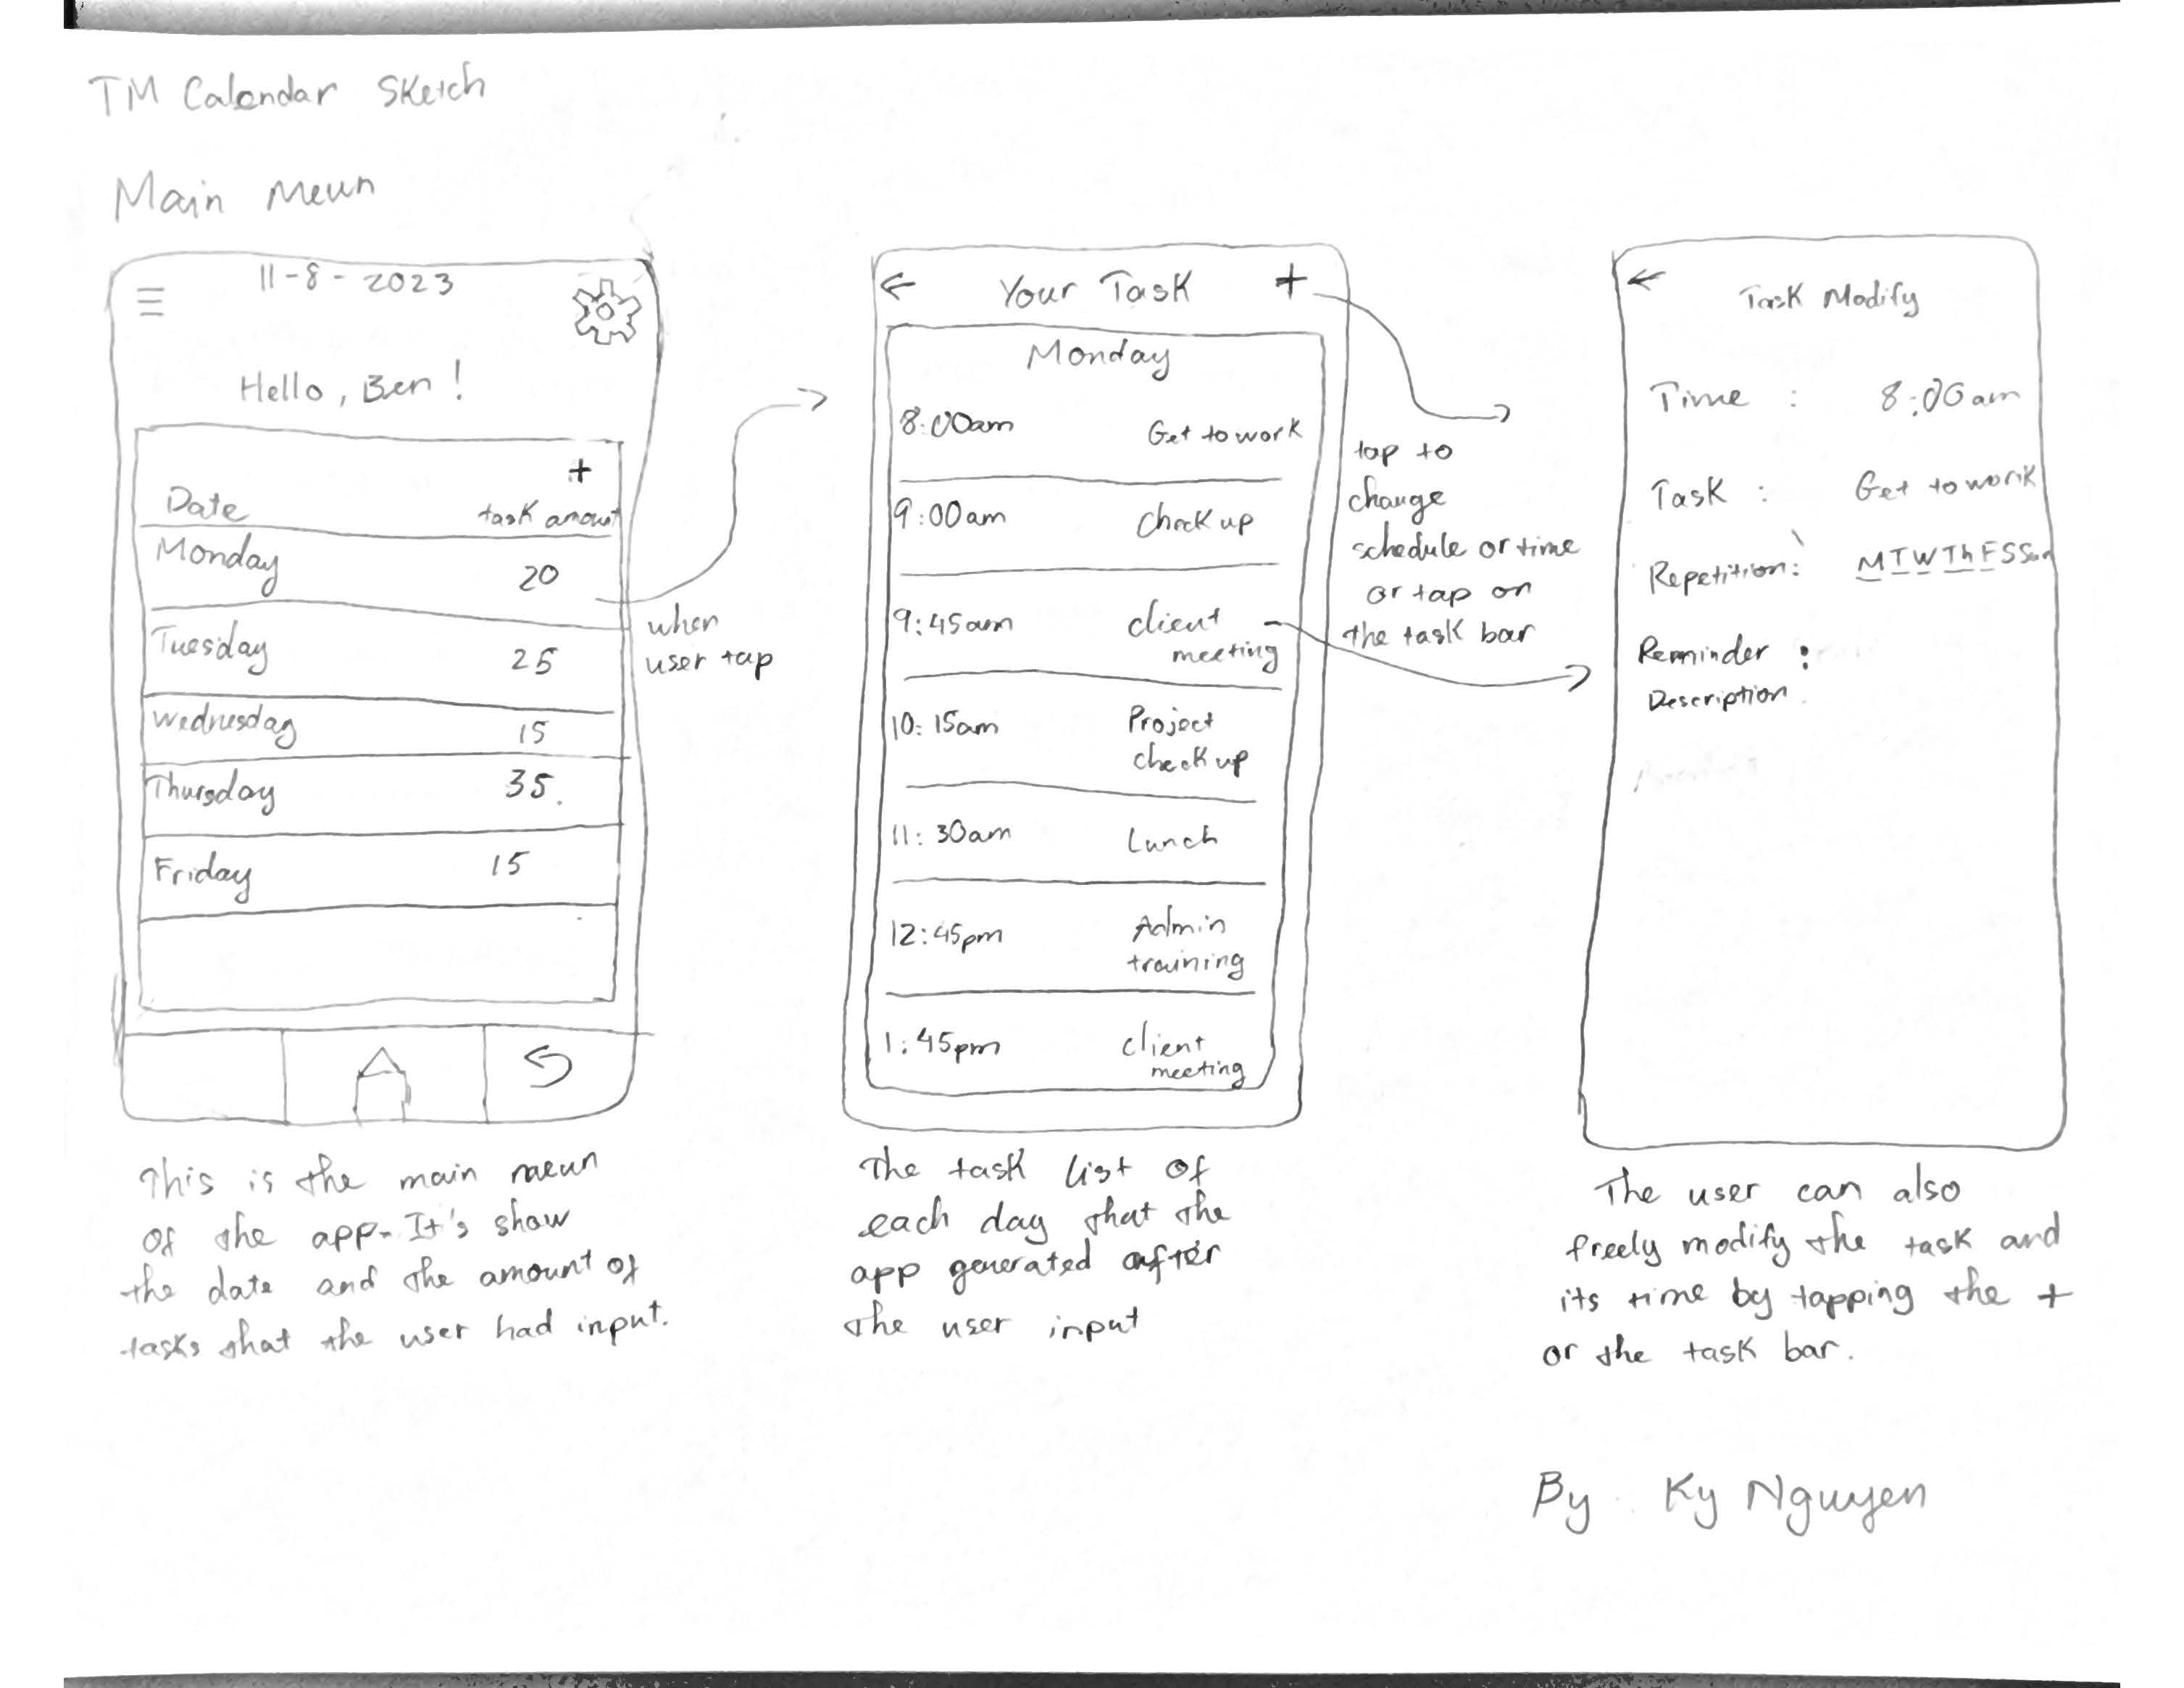 TM Calendar Sketch
Main Meun
11-8-2023
Hello, Ben!
+
Date task amount
Monday 20
Tuesday 25
Wednesday 15
Thursday 35.
Friday 15
when
user tap
This is the main meun
of the app. It's show
the date and the amount of
tasks that the user had input.
← Your Task +
Monday
8:00am Get to work
9:00am Check up
9:45am client
meeting
10:15am Project
check up
11:30am Lunch
12:45pm Admin
training
1:45pm client
meeting
tap to
change
schedule or time
or tap on
the task bar
The task list of
each day that the
app generated after
the user input
←
Task Modify
Time : 8:00am
Task : Get to work
Repetition: M T W Th F S Sun
Reminder :
Description
The user can also
freely modify the task and
its time by tapping the +
or the task bar.
By Ky Nguyen